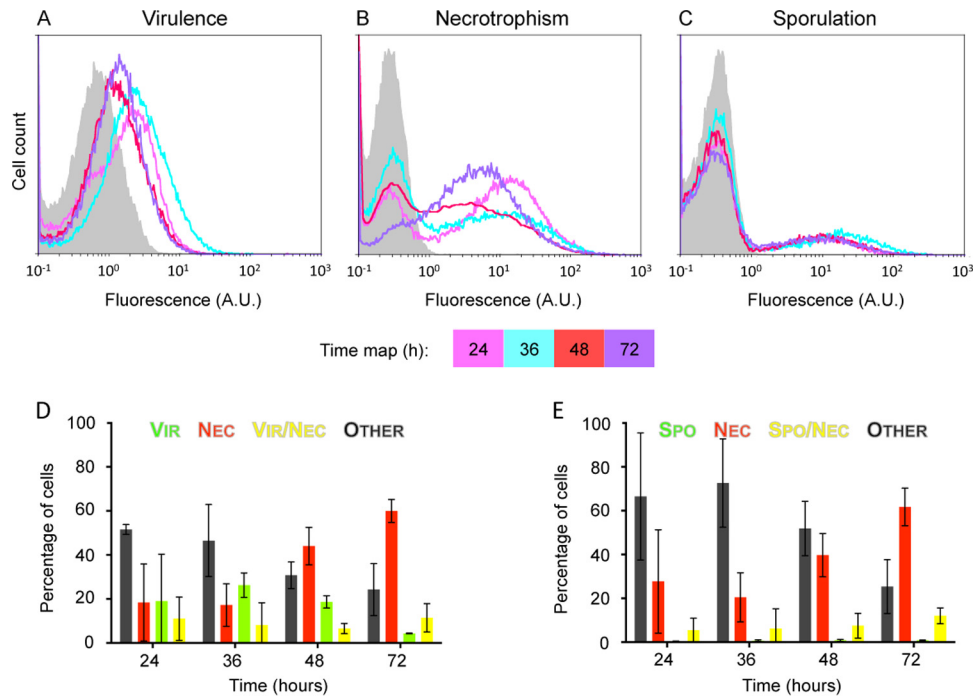 A Virulence
B Necrotrophism
C Sporulation
Cell count
10-1 100 101 102 103
10-1 100 101 102 103
10-1 100 101 102 103
Fluorescence (A.U.)
Fluorescence (A.U.)
Fluorescence (A.U.)
Time map (h): 24 36 48 72
D
VIR NEC VIR/NEC OTHER
Percentage of cells
100
80
60
40
20
0
24 36 48 72
Time (hours)
E
SPO NEC SPO/NEC OTHER
Percentage of cells
100
80
60
40
20
0
24 36 48 72
Time (hours)